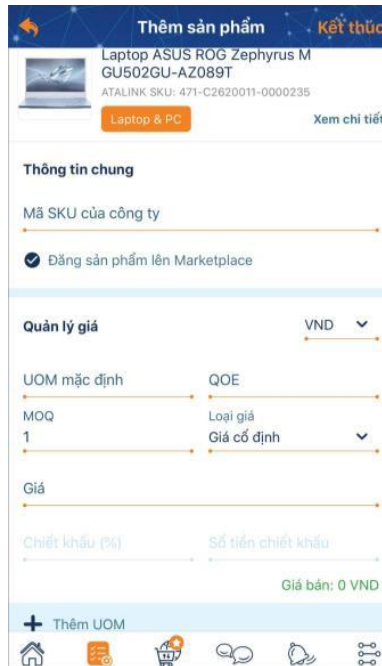 Thêm sản phẩm
Kết thúc
Laptop ASUS ROG Zephyrus M
GU502GU-AZ089T
ATALINK SKU: 471-C2620011-0000235
Laptop & PC
Xem chi tiết
Thông tin chung
Mã SKU của công ty
Đăng sản phẩm lên Marketplace
Quản lý giá
VND
UOM mặc định
QOE
MOQ
Loại giá
1
Giá cố định
Giá
Chiết khấu (%)
Số tiền chiết khấu
Giá bán: 0 VND
Thêm UOM